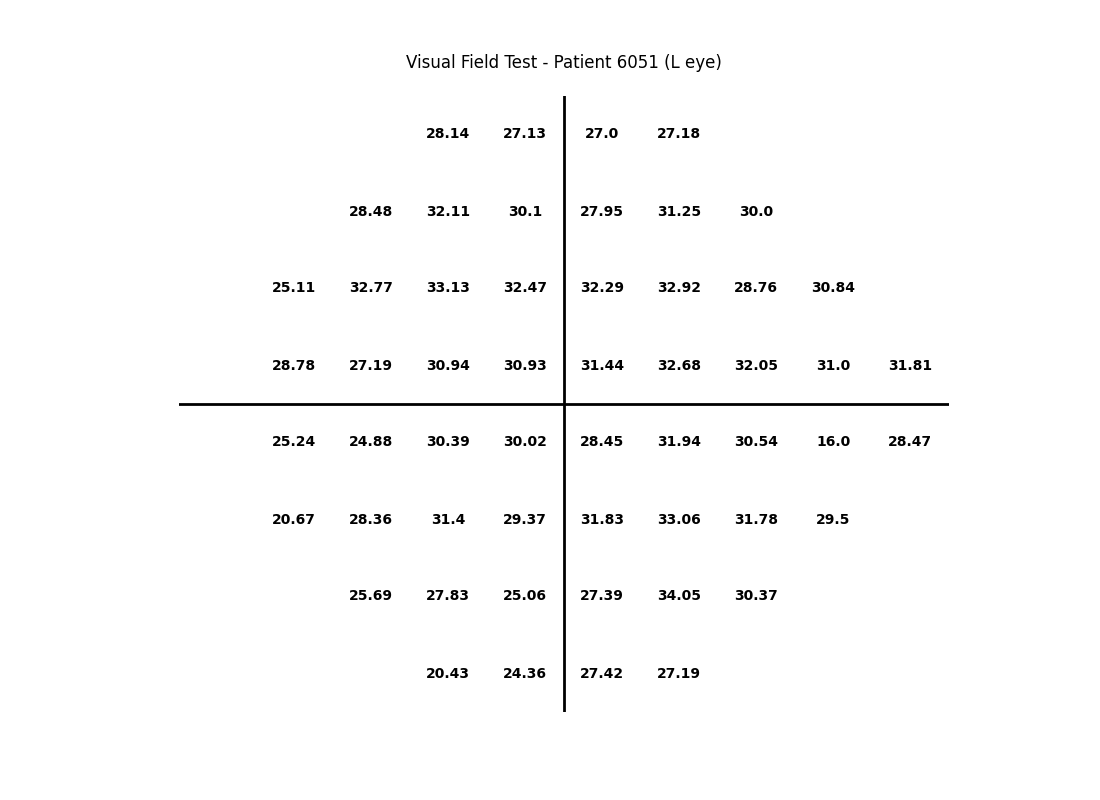 Visual Field Test - Patient 6051 (L eye)
28.14 27.13 27.0 27.18
28.48 32.11 30.1 27.95 31.25 30.0
25.11 32.77 33.13 32.47 32.29 32.92 28.76 30.84
28.78 27.19 30.94 30.93 31.44 32.68 32.05 31.0 31.81
25.24 24.88 30.39 30.02 28.45 31.94 30.54 16.0 28.47
20.67 28.36 31.4 29.37 31.83 33.06 31.78 29.5
25.69 27.83 25.06 27.39 34.05 30.37
20.43 24.36 27.42 27.19